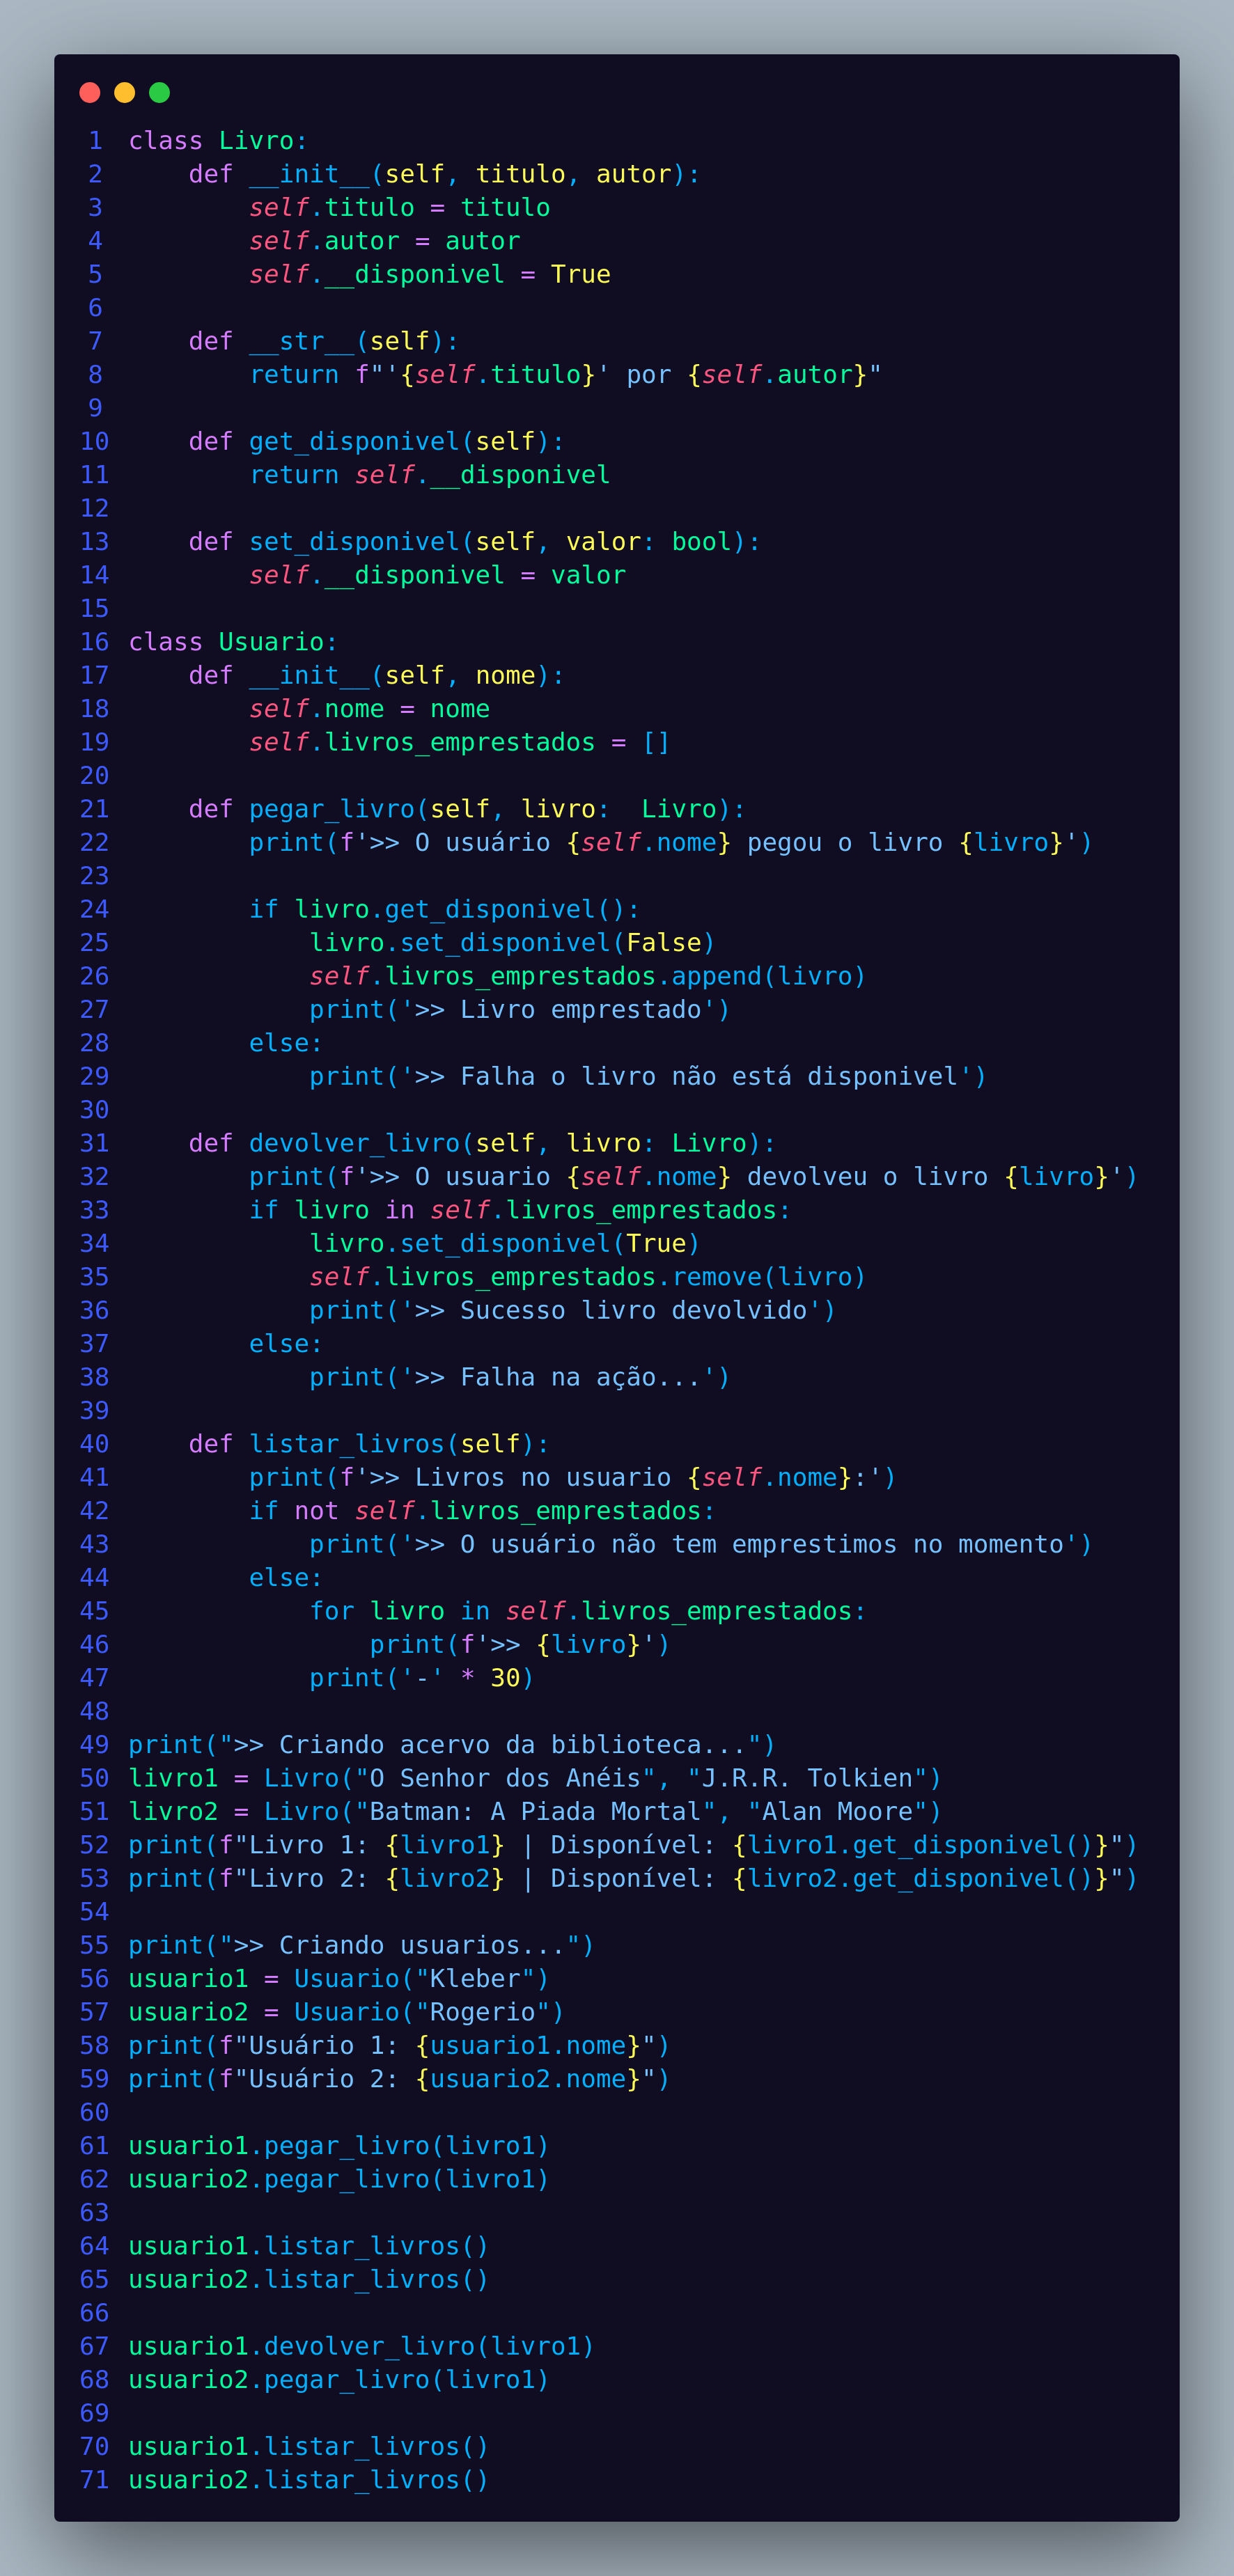 1 class Livro:
2     def __init__(self, titulo, autor):
3         self.titulo = titulo
4         self.autor = autor
5         self.__disponivel = True
6
7     def __str__(self):
8         return f"'{self.titulo}' por {self.autor}"
9
10     def get_disponivel(self):
11         return self.__disponivel
12
13     def set_disponivel(self, valor: bool):
14         self.__disponivel = valor
15
16 class Usuario:
17     def __init__(self, nome):
18         self.nome = nome
19         self.livros_emprestados = []
20
21     def pegar_livro(self, livro:  Livro):
22         print(f'>> O usuário {self.nome} pegou o livro {livro}')
23
24         if livro.get_disponivel():
25             livro.set_disponivel(False)
26             self.livros_emprestados.append(livro)
27             print('>> Livro emprestado')
28         else:
29             print('>> Falha o livro não está disponivel')
30
31     def devolver_livro(self, livro: Livro):
32         print(f'>> O usuario {self.nome} devolveu o livro {livro}')
33         if livro in self.livros_emprestados:
34             livro.set_disponivel(True)
35             self.livros_emprestados.remove(livro)
36             print('>> Sucesso livro devolvido')
37         else:
38             print('>> Falha na ação...')
39
40     def listar_livros(self):
41         print(f'>> Livros no usuario {self.nome}:')
42         if not self.livros_emprestados:
43             print('>> O usuário não tem emprestimos no momento')
44         else:
45             for livro in self.livros_emprestados:
46                 print(f'>> {livro}')
47             print('-' * 30)
48
49 print(">> Criando acervo da biblioteca...")
50 livro1 = Livro("O Senhor dos Anéis", "J.R.R. Tolkien")
51 livro2 = Livro("Batman: A Piada Mortal", "Alan Moore")
52 print(f"Livro 1: {livro1} | Disponível: {livro1.get_disponivel()}")
53 print(f"Livro 2: {livro2} | Disponível: {livro2.get_disponivel()}")
54
55 print(">> Criando usuarios...")
56 usuario1 = Usuario("Kleber")
57 usuario2 = Usuario("Rogerio")
58 print(f"Usuário 1: {usuario1.nome}")
59 print(f"Usuário 2: {usuario2.nome}")
60
61 usuario1.pegar_livro(livro1)
62 usuario2.pegar_livro(livro1)
63
64 usuario1.listar_livros()
65 usuario2.listar_livros()
66
67 usuario1.devolver_livro(livro1)
68 usuario2.pegar_livro(livro1)
69
70 usuario1.listar_livros()
71 usuario2.listar_livros()